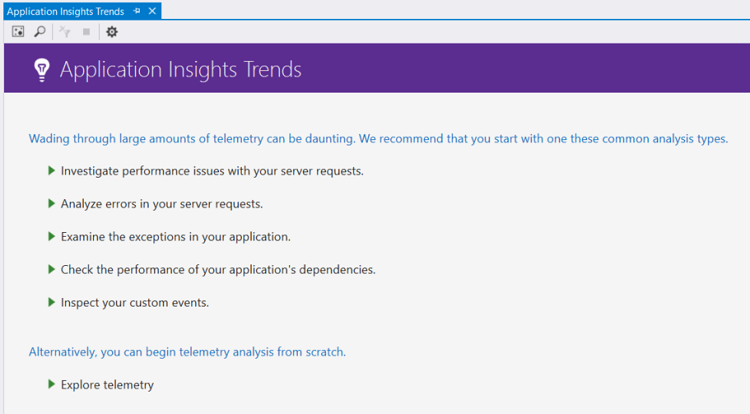 Application Insights Trends
Application Insights Trends
Wading through large amounts of telemetry can be daunting. We recommend that you start with one these common analysis types.
Investigate performance issues with your server requests.
Analyze errors in your server requests.
Examine the exceptions in your application.
Check the performance of your application's dependencies.
Inspect your custom events.
Alternatively, you can begin telemetry analysis from scratch.
Explore telemetry